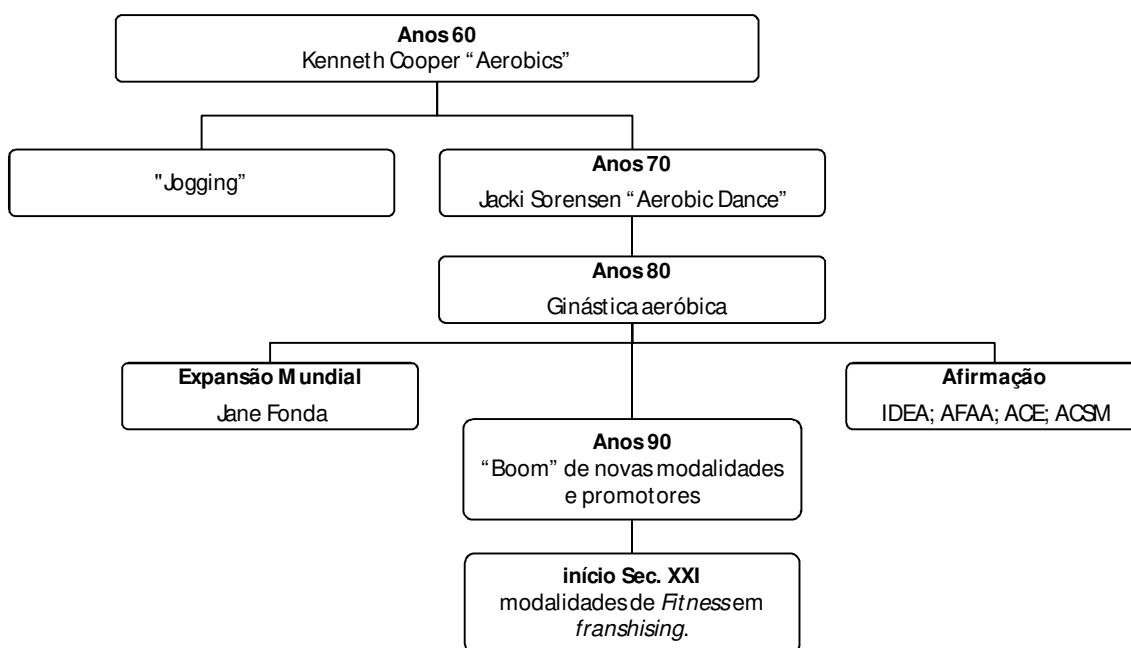 Anos 60
Kenneth Cooper “Aerobics”
"Jogging”
Anos 70
Jacki Sorensen “Aerobic Dance”
Anos 80
Ginástica aeróbica
Expansão Mundial
Jane Fonda
Afirmação
IDEA; AFAA; ACE; ACSM
Anos 90
“Boom” de novas modalidades
e promotores
início Sec. XXI
modalidades de Fitness em
franshising.